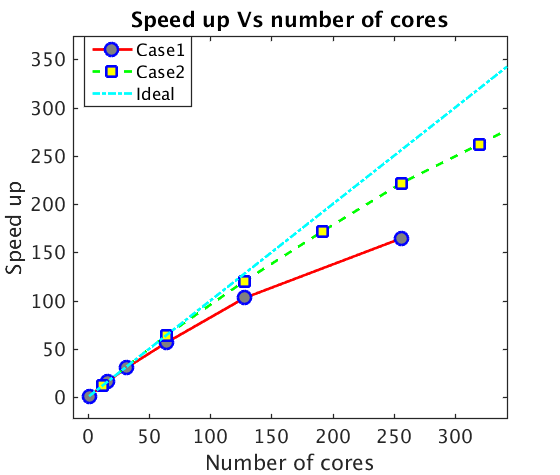 Speed up Vs number of cores
Case1
Case2
Ideal
350
300
250
200
150
100
50
0
Speed up
0 50 100 150 200 250 300
Number of cores